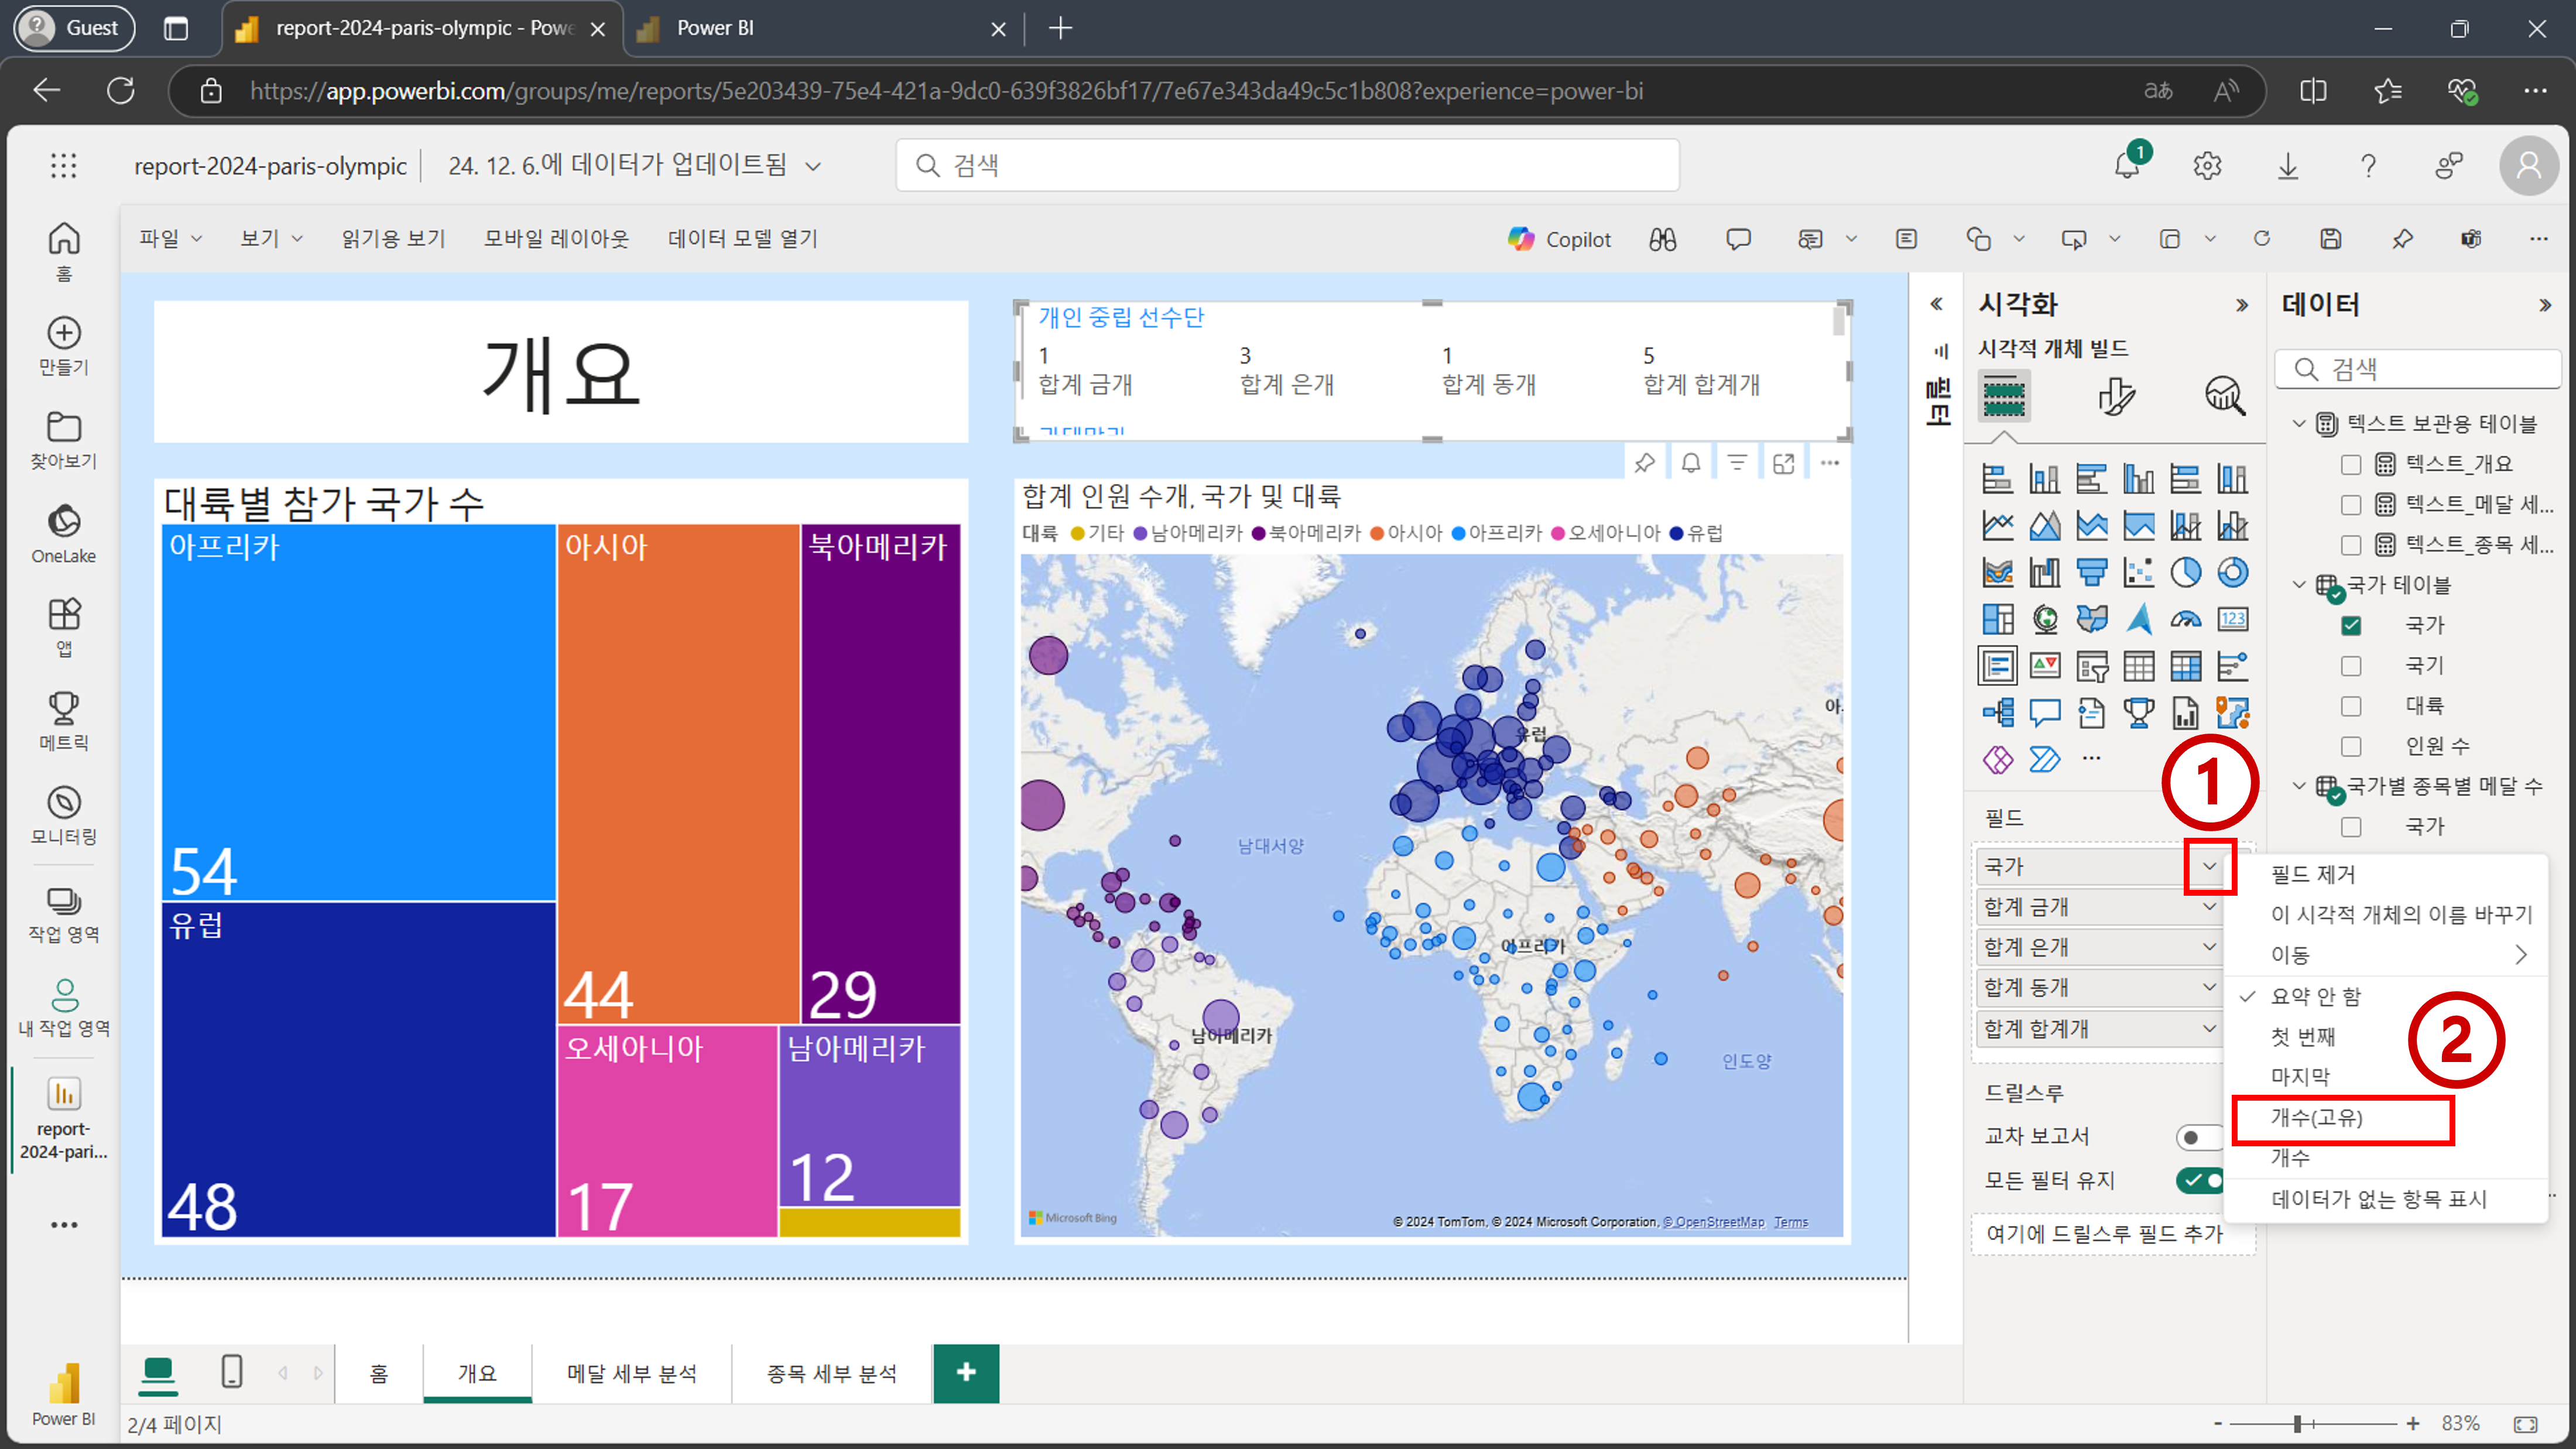 Guest
report-2024-paris-olympic - Powe
Power BI
https://app.powerbi.com/groups/me/reports/5e203439-75e4-421a-9dc0-639f3826bf17/7e67e343da49c5c1b808?experience=power-bi
report-2024-paris-olympic
24. 12. 6.에 데이터가 업데이트됨
검색
1
파일
보기
읽기용 보기
모바일 레이아웃
데이터 모델 열기
Copilot
홈
만들기
찾아보기
OneLake
앱
메트릭
모니터링
작업 영역
내 작업 영역
report-
2024-pari...
Power BI
개요
개인 중립 선수단
1 3 1 5
합계 금개 합계 은개 합계 동개 합계 합계개
대륙별 참가 국가 수
아프리카
54
유럽
48
아시아
44
북아메리카
29
오세아니아
17
남아메리카
12
합계 인원 수개, 국가 및 대륙
대륙 기타 남아메리카 북아메리카 아시아 아프리카 오세아니아 유럽
유럽
남대서양
아프리카
남아메리카
인도양
Microsoft Bing
© 2024 TomTom, © 2024 Microsoft Corporation, © OpenStreetMap Terms
필터
시각화
시각적 개체 빌드
123
필드
국가
합계 금개
합계 은개
합계 동개
합계 합계개
드릴스루
교차 보고서
모든 필터 유지
여기에 드릴스루 필드 추가
1
2
필드 제거
이 시각적 개체의 이름 바꾸기
이동
요약 안 함
첫 번째
마지막
개수(고유)
개수
데이터가 없는 항목 표시
데이터
검색
텍스트 보관용 테이블
텍스트_개요
텍스트_메달 세...
텍스트_종목 세...
국가 테이블
국가
국기
대륙
인원 수
국가별 종목별 메달 수
국가
홈
개요
메달 세부 분석
종목 세부 분석
2/4 페이지
83%